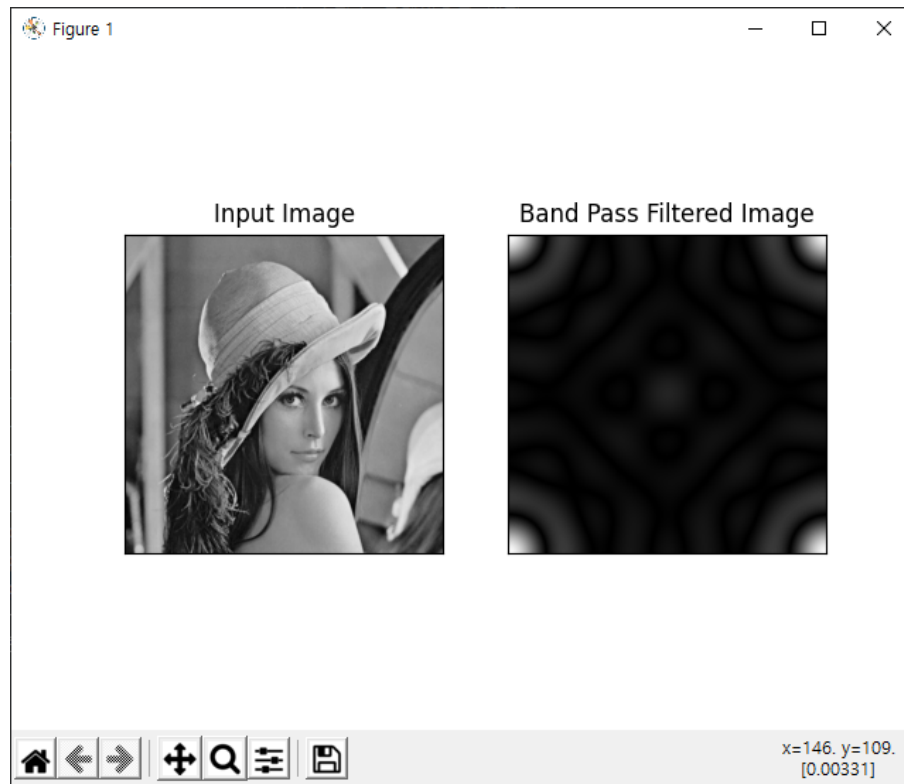 Figure 1
Input Image
Band Pass Filtered Image
x=146. y=109.
[0.00331]